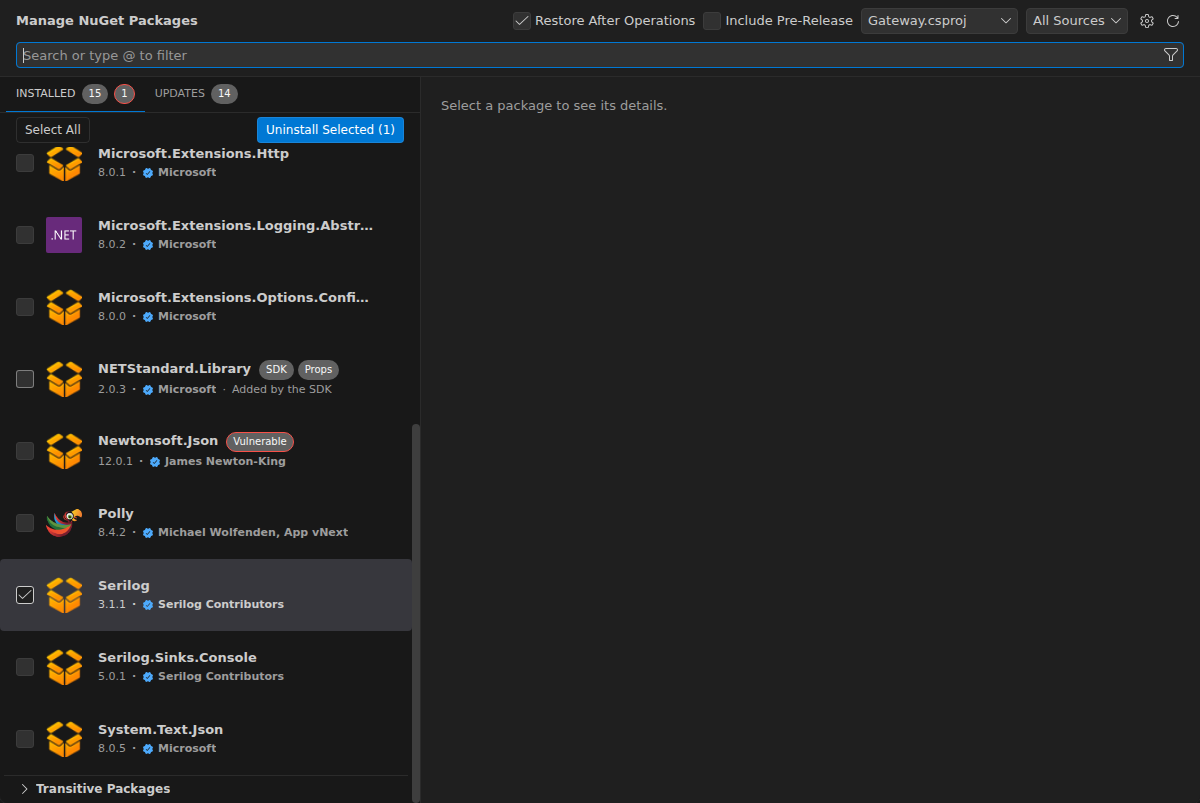 Manage NuGet Packages
Restore After Operations
Include Pre-Release
Gateway.csproj
All Sources
Search or type @ to filter
INSTALLED 15 1 UPDATES 14
Select All
Uninstall Selected (1)
Select a package to see its details.
Microsoft.Extensions.Http
8.0.1 · Microsoft
.NET
Microsoft.Extensions.Logging.Abstr…
8.0.2 · Microsoft
Microsoft.Extensions.Options.Confi…
8.0.0 · Microsoft
NETStandard.Library SDK Props
2.0.3 · Microsoft · Added by the SDK
Newtonsoft.Json Vulnerable
12.0.1 · James Newton-King
Polly
8.4.2 · Michael Wolfenden, App vNext
Serilog
3.1.1 · Serilog Contributors
Serilog.Sinks.Console
5.0.1 · Serilog Contributors
System.Text.Json
8.0.5 · Microsoft
Transitive Packages